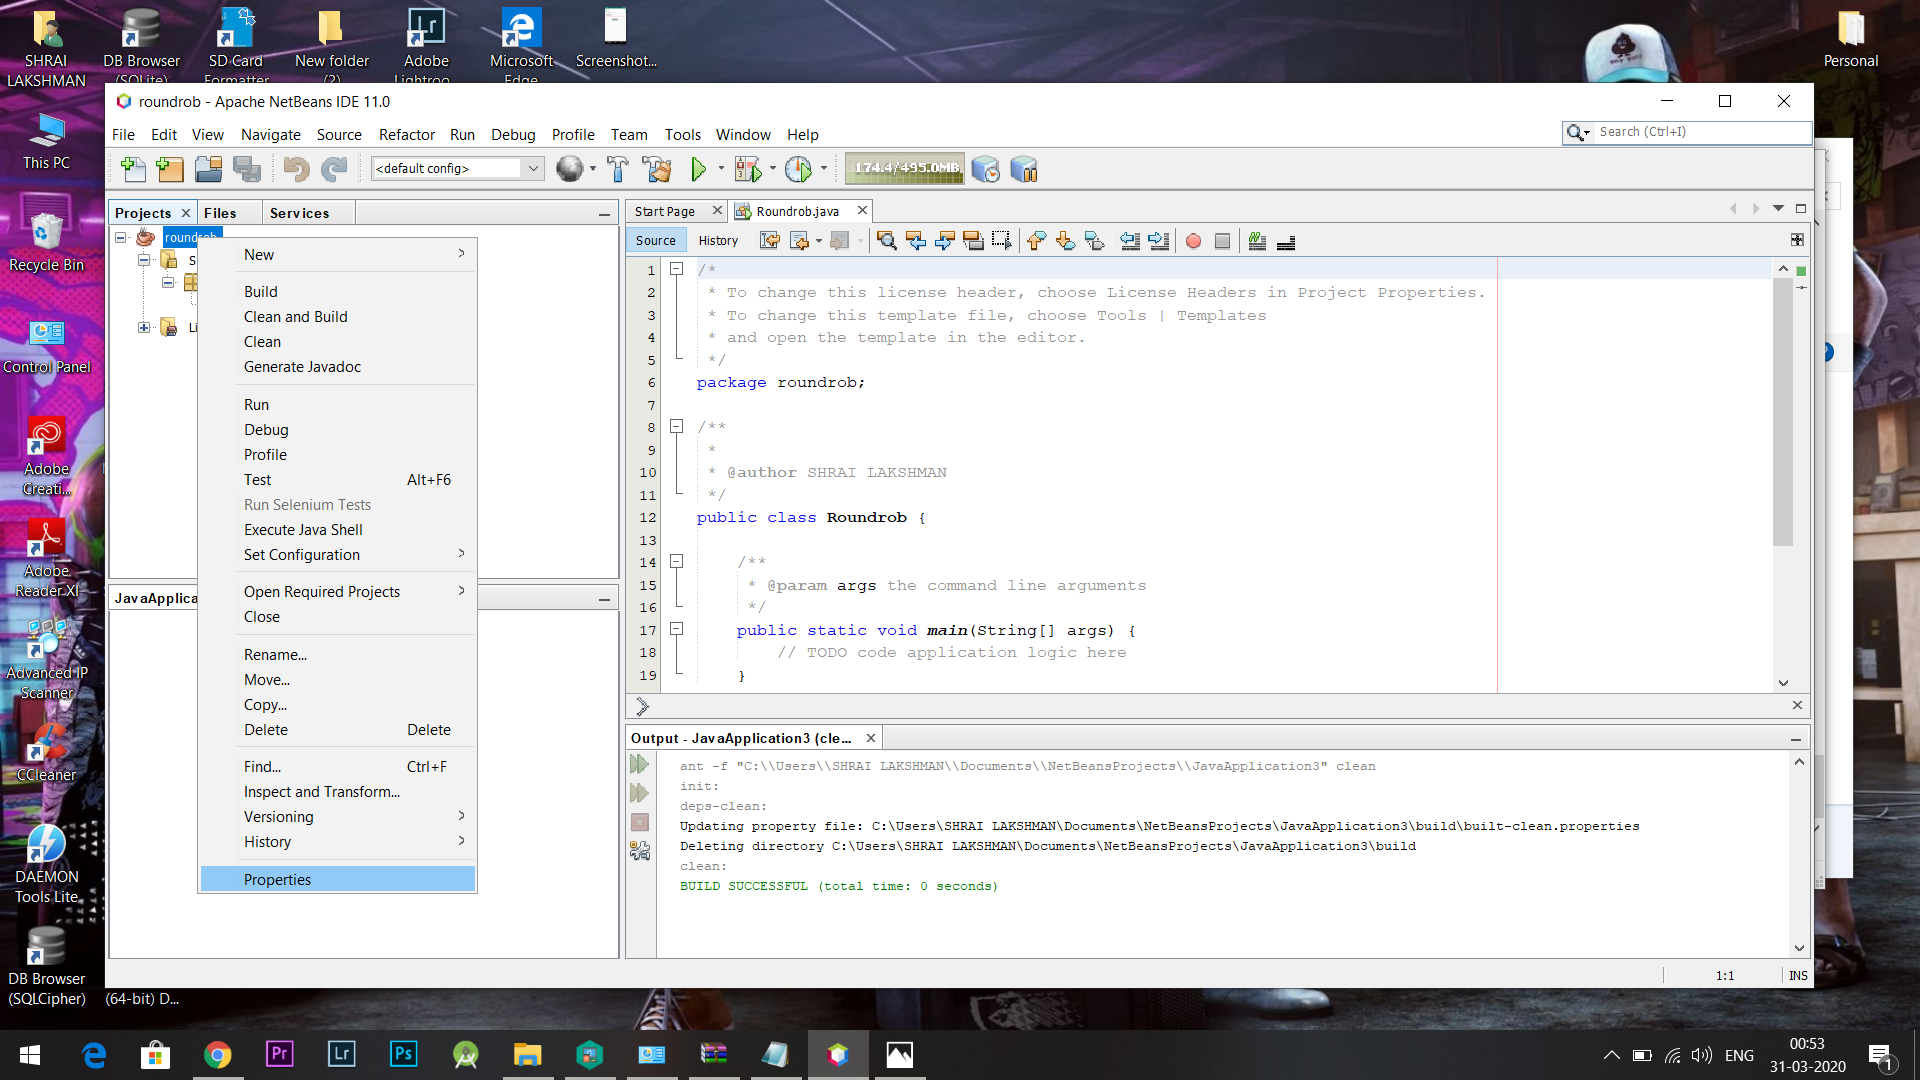 SHRAI
LAKSHMAN
DB Browser
(SQLite)
SD Card
Formatter
New folder
(2)
Adobe
Lightroo...
Microsoft
Edge
Screenshot...
Personal
This PC
Recycle Bin
Control Panel
Adobe
Creati...
Adobe
Reader XI
Advanced IP
Scanner
CCleaner
DAEMON
Tools Lite
DB Browser
(SQLCipher)
(64-bit) D...
roundrob - Apache NetBeans IDE 11.0
File Edit View Navigate Source Refactor Run Debug Profile Team Tools Window Help
Search (Ctrl+I)
<default config>
174.4/495.0MB
Projects Files Services
roundrob
S
Li
JavaApplica
New
Build
Clean and Build
Clean
Generate Javadoc
Run
Debug
Profile
Test Alt+F6
Run Selenium Tests
Execute Java Shell
Set Configuration
Open Required Projects
Close
Rename...
Move...
Copy...
Delete Delete
Find... Ctrl+F
Inspect and Transform...
Versioning
History
Properties
Start Page Roundrob.java
Source History
1 /*
2 * To change this license header, choose License Headers in Project Properties.
3 * To change this template file, choose Tools | Templates
4 * and open the template in the editor.
5 */
6 package roundrob;
7
8 /**
9 *
10 * @author SHRAI LAKSHMAN
11 */
12 public class Roundrob {
13
14 /**
15 * @param args the command line arguments
16 */
17 public static void main(String[] args) {
18 // TODO code application logic here
19 }
Output - JavaApplication3 (cle...
ant -f "C:\\Users\\SHRAI LAKSHMAN\\Documents\\NetBeansProjects\\JavaApplication3" clean
init:
deps-clean:
Updating property file: C:\Users\SHRAI LAKSHMAN\Documents\NetBeansProjects\JavaApplication3\build\built-clean.properties
Deleting directory C:\Users\SHRAI LAKSHMAN\Documents\NetBeansProjects\JavaApplication3\build
clean:
BUILD SUCCESSFUL (total time: 0 seconds)
1:1 INS
Pr
Lr
Ps
ENG
00:53
31-03-2020
1